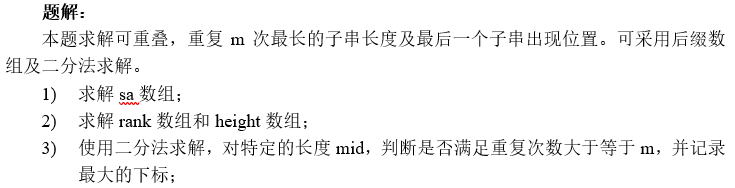 题解：
本题求解可重叠，重复 m 次最长的子串长度及最后一个子串出现位置。可采用后缀数
组及二分法求解。
1) 求解 sa 数组；
2) 求解 rank 数组和 height 数组；
3) 使用二分法求解，对特定的长度 mid，判断是否满足重复次数大于等于 m，并记录
最大的下标；